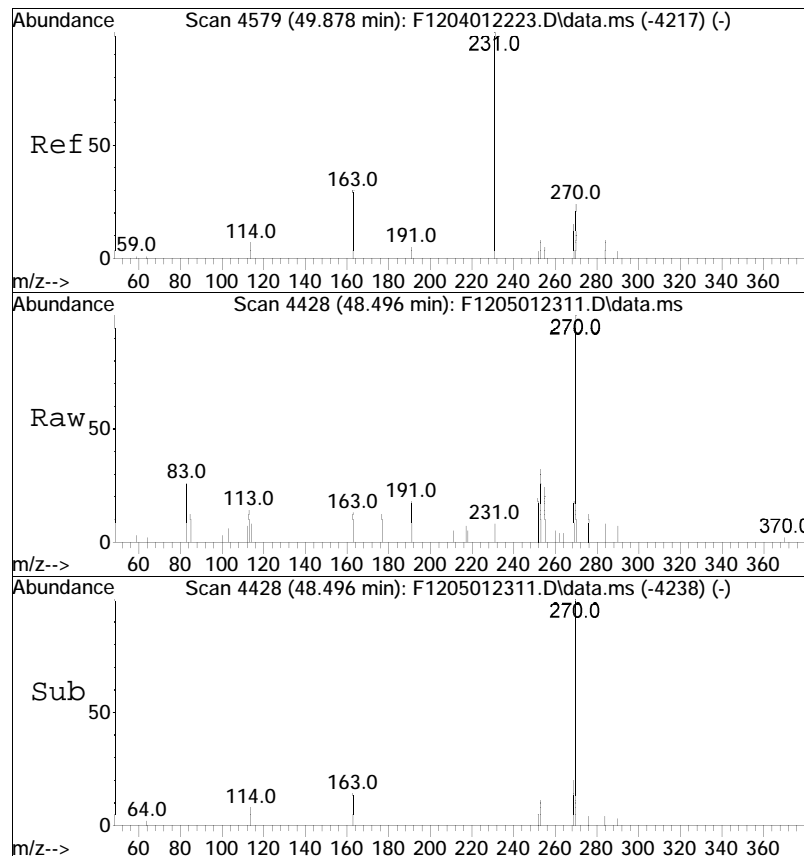 Abundance Scan 4579 (49.878 min): F1204012223.D\data.ms (-4217) (-)
231.0
Ref 50
163.0
270.0
114.0
191.0
59.0
0
m/z--> 60 80 100 120 140 160 180 200 220 240 260 280 300 320 340 360
Abundance Scan 4428 (48.496 min): F1205012311.D\data.ms
270.0
Raw 50
83.0
113.0
163.0
191.0
231.0
370.0
0
m/z--> 60 80 100 120 140 160 180 200 220 240 260 280 300 320 340 360
Abundance Scan 4428 (48.496 min): F1205012311.D\data.ms (-4238) (-)
270.0
Sub 50
163.0
114.0
64.0
0
m/z--> 60 80 100 120 140 160 180 200 220 240 260 280 300 320 340 360